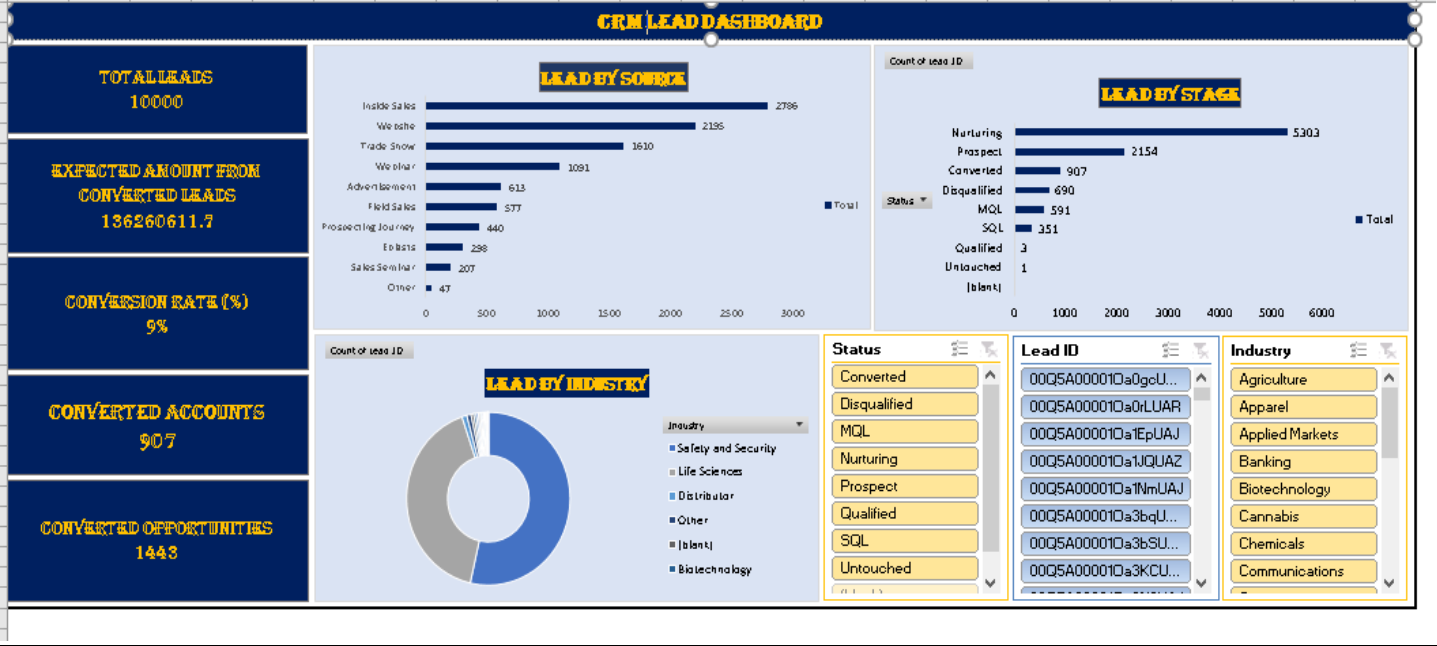 CRM LEAD DASHBOARD
TOTAL LEADS
10000
EXPECTED AMOUNT FROM
CONVERTED LEADS
136260611.7
CONVERSION RATE (%)
9%
CONVERTED ACCOUNTS
907
CONVERTED OPPORTUNITIES
1443
LEAD BY SOURCE
Inside Sales 2786
Website 2195
Trade Show 1610
Webinar 1091
Advertisement 613
Field Sales 577
Prospecting Journey 440
298
Sales Seminar 207
Other 47
0 500 1000 1500 2000 2500 3000
Total
Count of Lead ID
LEAD BY STAGE
Nurturing 5303
Prospect 2154
Converted 907
Disqualified 690
MQL 591
SQL 351
Qualified 3
Untouched 1
(blank)
0 1000 2000 3000 4000 5000 6000
Status
Total
Count of Lead ID
LEAD BY INDUSTRY
Industry
Safety and Security
Life Sciences
Distributor
Other
(blank)
Biotechnology
Status
Converted
Disqualified
MQL
Nurturing
Prospect
Qualified
SQL
Untouched
Lead ID
00Q5A00001Oa0gcU...
00Q5A00001Oa0rLUAR
00Q5A00001Oa1EpUAJ
00Q5A00001Oa1JQUAZ
00Q5A00001Oa1NmUAJ
00Q5A00001Oa3bqU...
00Q5A00001Oa3bSU...
00Q5A00001Oa3KCU...
Industry
Agriculture
Apparel
Applied Markets
Banking
Biotechnology
Cannabis
Chemicals
Communications